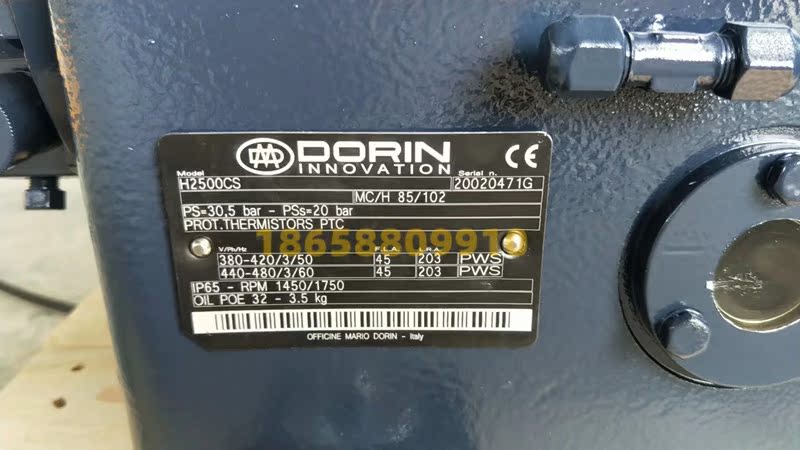 DORIN
INNOVATION
CE
Model
Serial n.
H2500CS
20020471G
MC/H 85/102
PS=30,5 bar - PSs=20 bar
PROT.THERMISTORS PTC
18658809910
V/Ph/Hz F.L.A. L.R.A.
380-420/3/50 45 203 PWS
440-480/3/60 45 203 PWS
IP65 - RPM 1450/1750
OIL POE 32 - 3.5 kg
OFFICINE MARIO DORIN - Italy